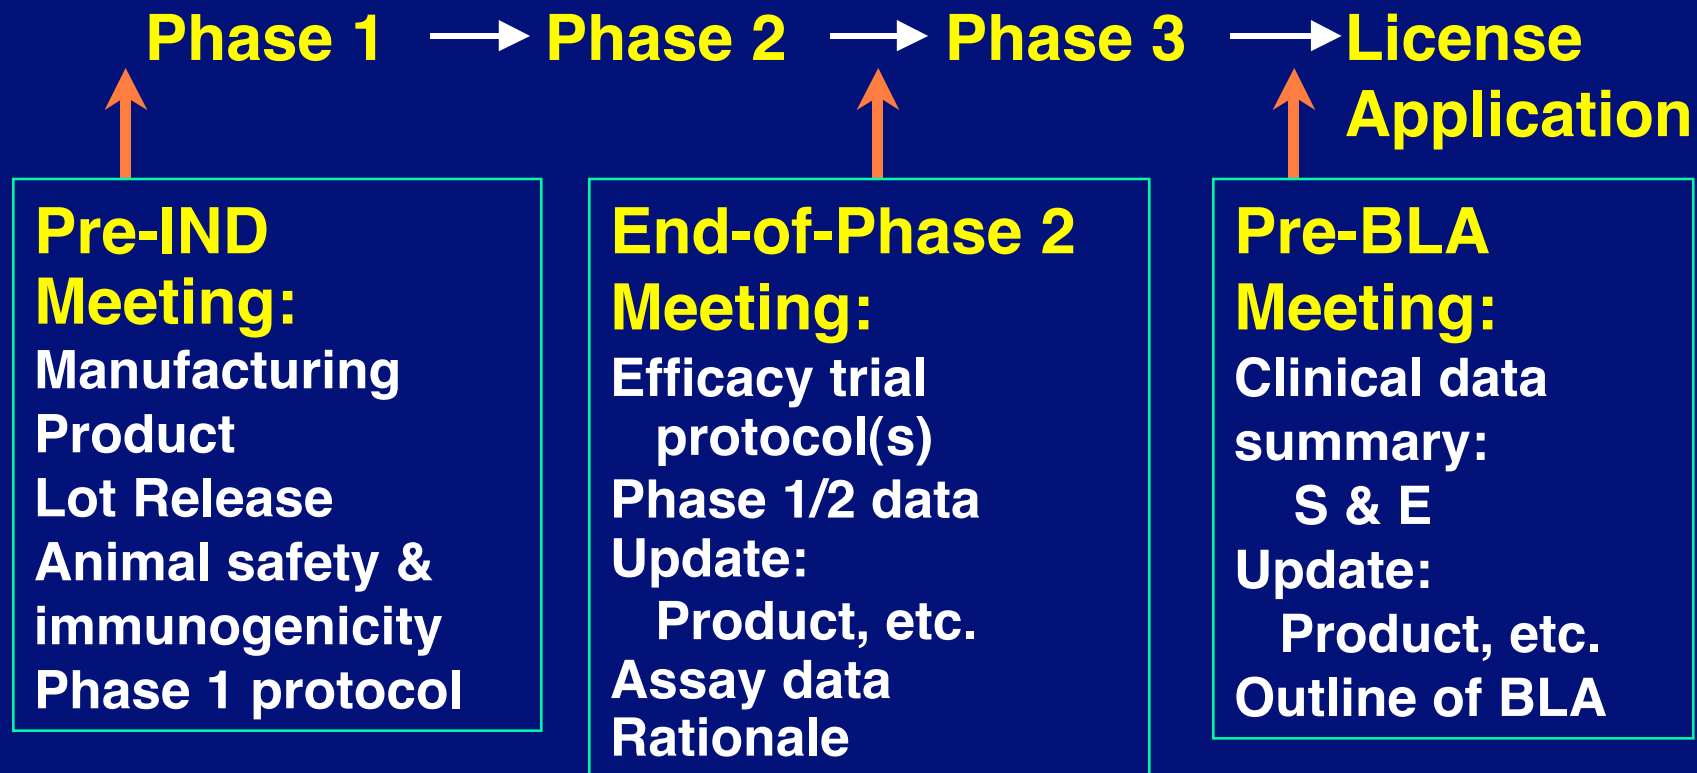 Phase 1 Phase 2 Phase 3 License
Application
Pre-IND
Meeting:
Manufacturing
Product
Lot Release
Animal safety &
immunogenicity
Phase 1 protocol
End-of-Phase 2
Meeting:
Efficacy trial
protocol(s)
Phase 1/2 data
Update:
Product, etc.
Assay data
Rationale
Pre-BLA
Meeting:
Clinical data
summary:
S & E
Update:
Product, etc.
Outline of BLA